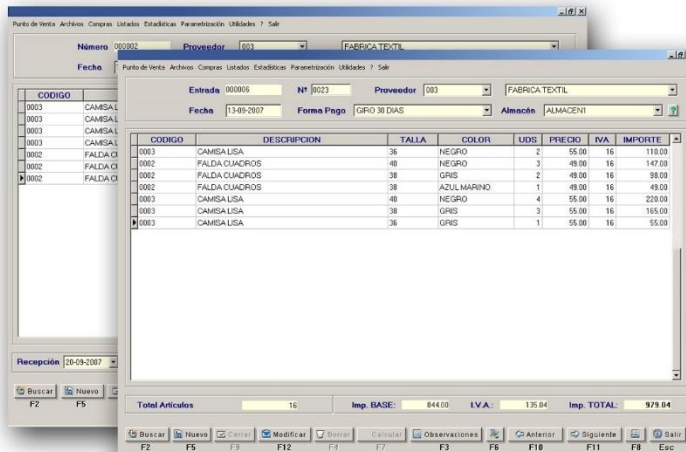 Punto de Venta Archivos Compras Listados Estadísticas Parametrización Utilidades ? Salir
Número 000002 Proveedor 003 FABRICA TEXTIL
Fecha
CODIGO
0003 CAMISA L
0003 CAMISA L
0003 CAMISA L
0003 CAMISA L
0002 FALDA CU
0002 FALDA CU
0002 FALDA CU
Recepción 20-09-2007
Buscar Nuevo
F2 F5
Punto de Venta Archivos Compras Listados Estadísticas Parametrización Utilidades ? Salir
Entrada 000006 Nº 0023 Proveedor 003 FABRICA TEXTIL
Fecha 13-09-2007 Forma Pago GIRO 30 DIAS Almacén ALMACEN1
CODIGO DESCRIPCION TALLA COLOR UDS PRECIO IVA IMPORTE
0003 CAMISA LISA 36 NEGRO 2 55.00 16 110.00
0002 FALDA CUADROS 40 NEGRO 3 49.00 16 147.00
0002 FALDA CUADROS 38 GRIS 2 49.00 16 98.00
0002 FALDA CUADROS 38 AZUL MARINO 1 49.00 16 49.00
0003 CAMISA LISA 40 NEGRO 4 55.00 16 220.00
0003 CAMISA LISA 38 GRIS 3 55.00 16 165.00
0003 CAMISA LISA 36 GRIS 1 55.00 16 55.00
Total Artículos 16 Imp. BASE: 844.00 I.V.A.: 135.04 Imp. TOTAL: 979.04
Buscar Nuevo Cerrar Modificar Borrar Calcular Observaciones Anterior Siguiente Salir
F2 F5 F9 F12 F4 F7 F3 F6 F10 F11 F8 Esc